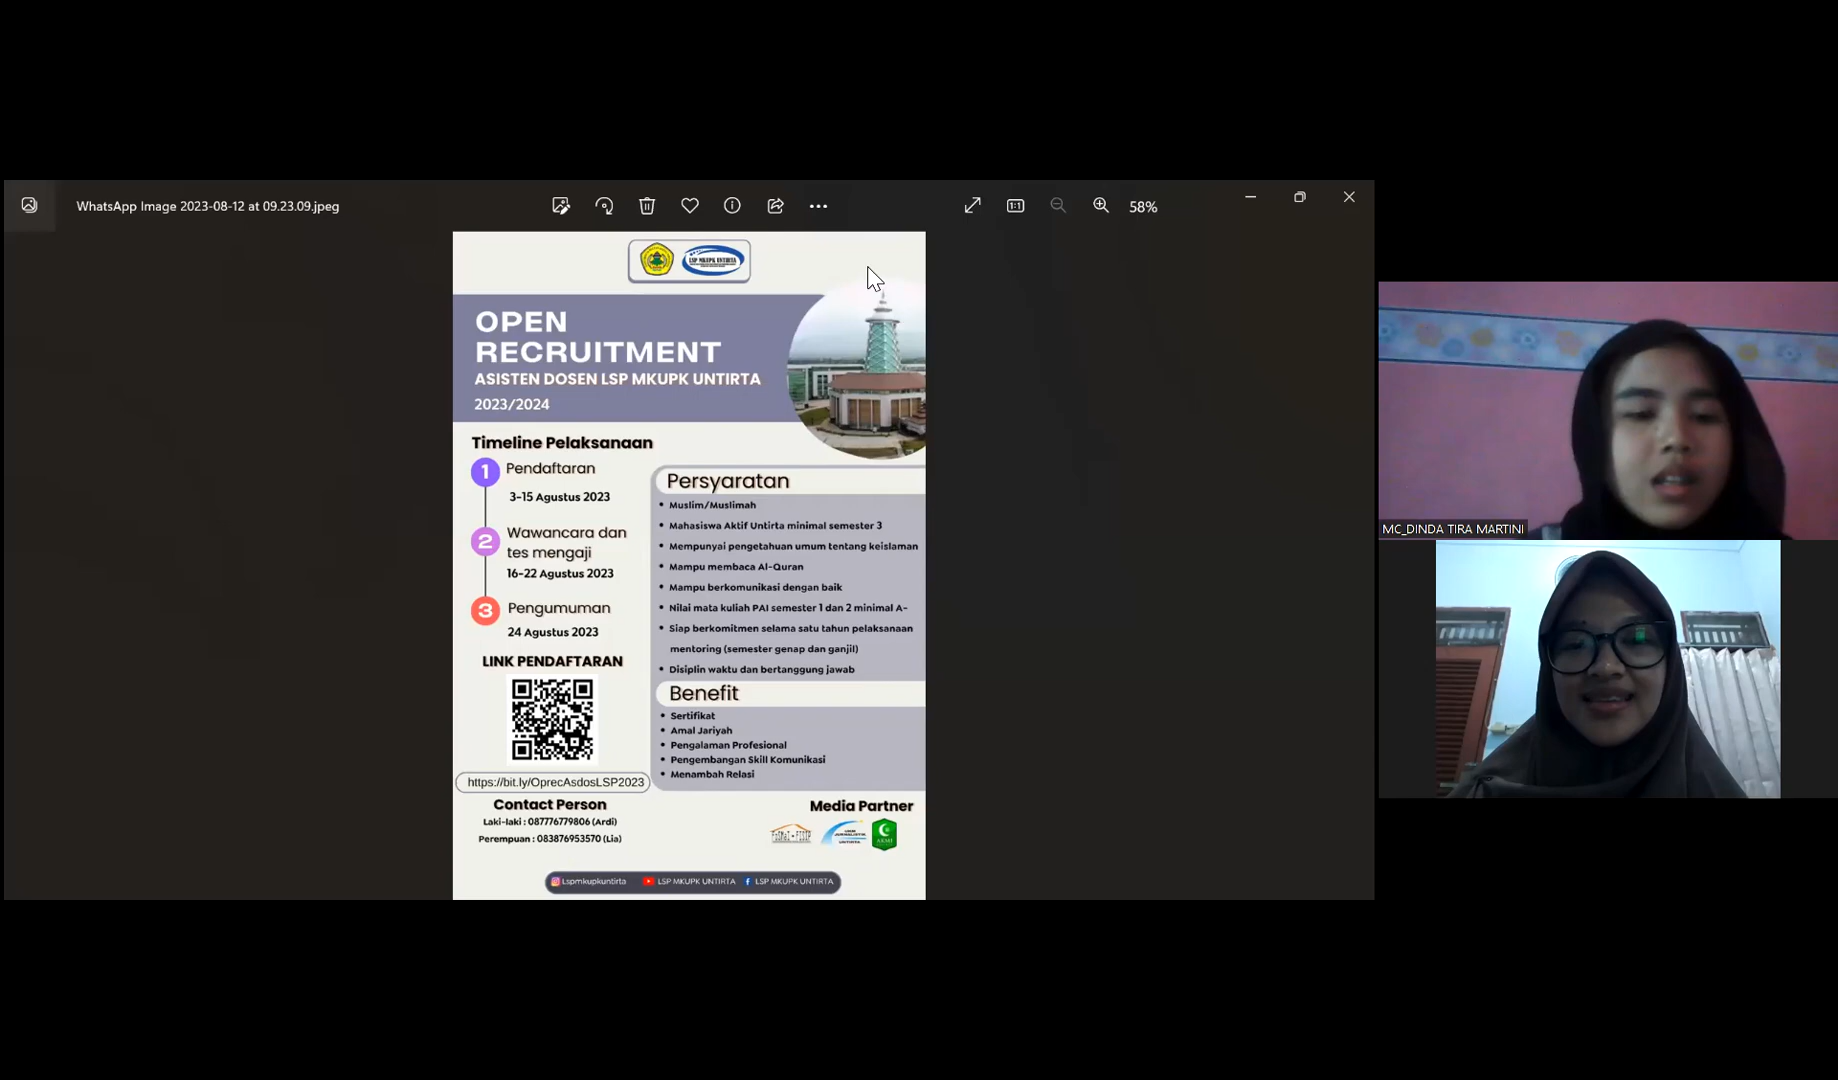 WhatsApp Image 2023-08-12 at 09.23.09.jpeg
58%
LSP MKUPK UNTIRTA
OPEN
RECRUITMENT
ASISTEN DOSEN LSP MKUPK UNTIRTA
2023/2024
Timeline Pelaksanaan
1 Pendaftaran
3-15 Agustus 2023
2 Wawancara dan
tes mengaji
16-22 Agustus 2023
3 Pengumuman
24 Agustus 2023
LINK PENDAFTARAN
https://bit.ly/OprecAsdosLSP2023
Contact Person
Laki-laki : 087776779806 (Ardi)
Perempuan : 083876953570 (Lia)
Persyaratan
• Muslim/Muslimah
• Mahasiswa Aktif Untirta minimal semester 3
• Mempunyai pengetahuan umum tentang keislaman
• Mampu membaca Al-Quran
• Mampu berkomunikasi dengan baik
• Nilai mata kuliah PAI semester 1 dan 2 minimal A-
• Siap berkomitmen selama satu tahun pelaksanaan
mentoring (semester genap dan ganjil)
• Disiplin waktu dan bertanggung jawab
Benefit
• Sertifikat
• Amal Jariyah
• Pengalaman Profesional
• Pengembangan Skill Komunikasi
• Menambah Relasi
Media Partner
Lspmkupkuntirta LSP MKUPK UNTIRTA LSP MKUPK UNTIRTA
MC_DINDA TIRA MARTINI